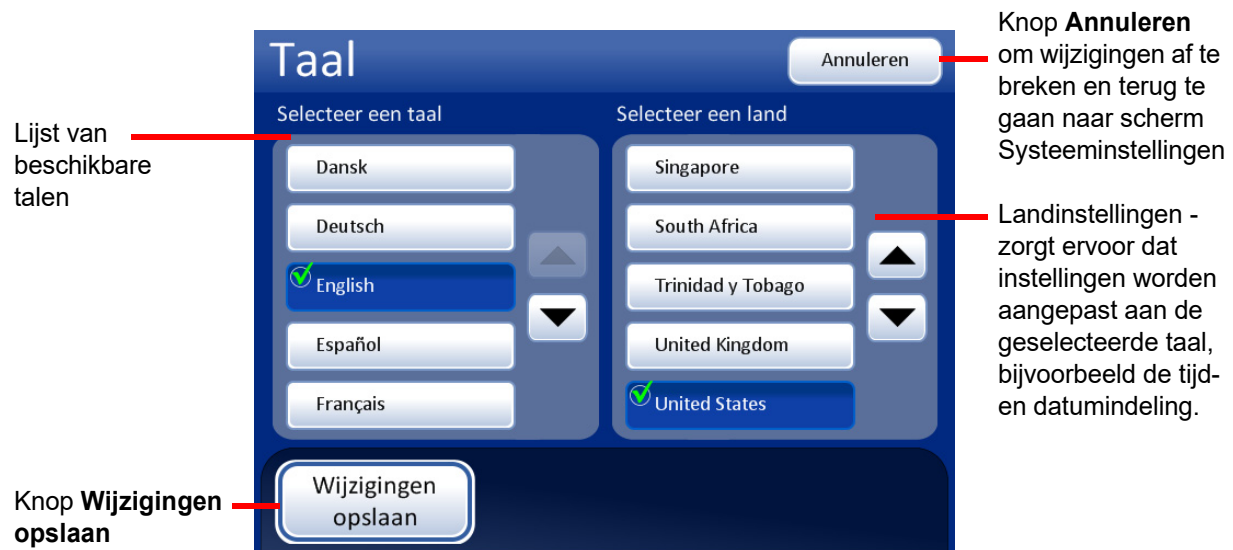 Knop Annuleren
om wijzigingen af te
breken en terug te
gaan naar scherm
Systeeminstellingen
Taal
Annuleren
Lijst van
beschikbare
talen
Selecteer een taal
Dansk
Deutsch
English
Español
Français
Selecteer een land
Singapore
South Africa
Trinidad y Tobago
United Kingdom
United States
Landinstellingen -
zorgt ervoor dat
instellingen worden
aangepast aan de
geselecteerde taal,
bijvoorbeeld de tijd-
en datumindeling.
Knop Wijzigingen
opslaan
Wijzigingen
opslaan